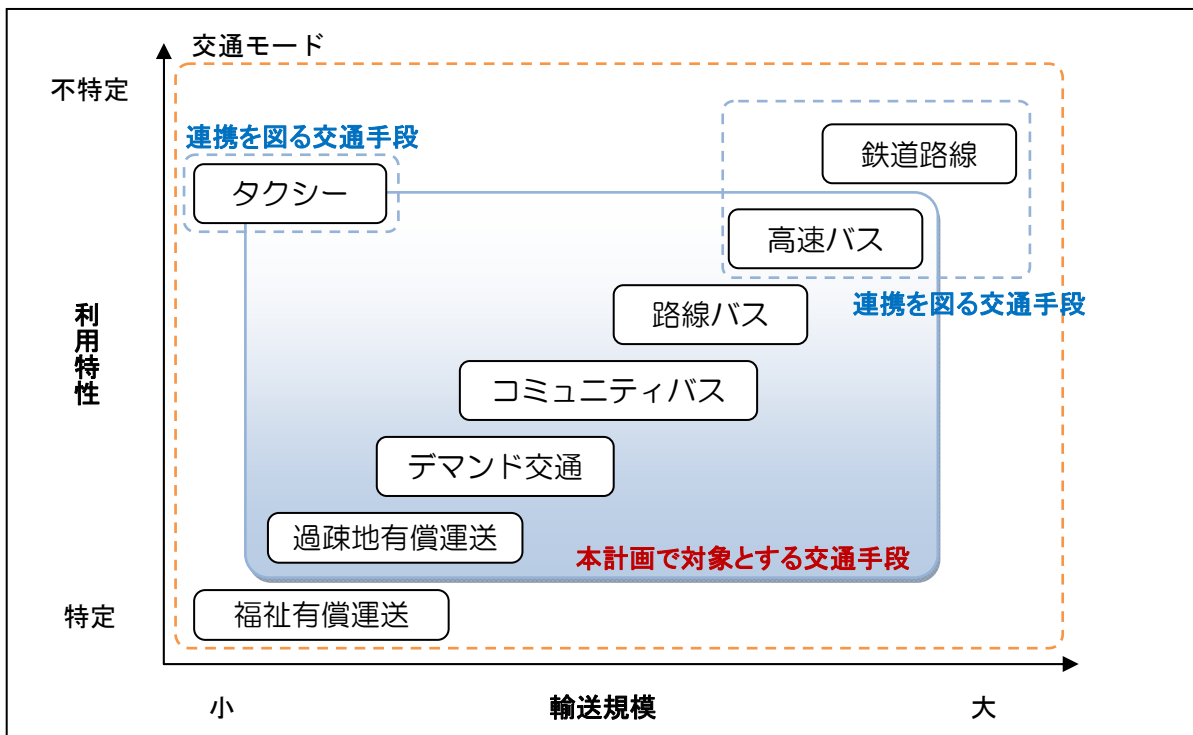 交通モード
不特定
連携を図る交通手段
鉄道路線
タクシー
高速バス
路線バス
連携を図る交通手段
利用特性
コミュニティバス
デマンド交通
過疎地有償運送
本計画で対象とする交通手段
特定
福祉有償運送
小
輸送規模
大